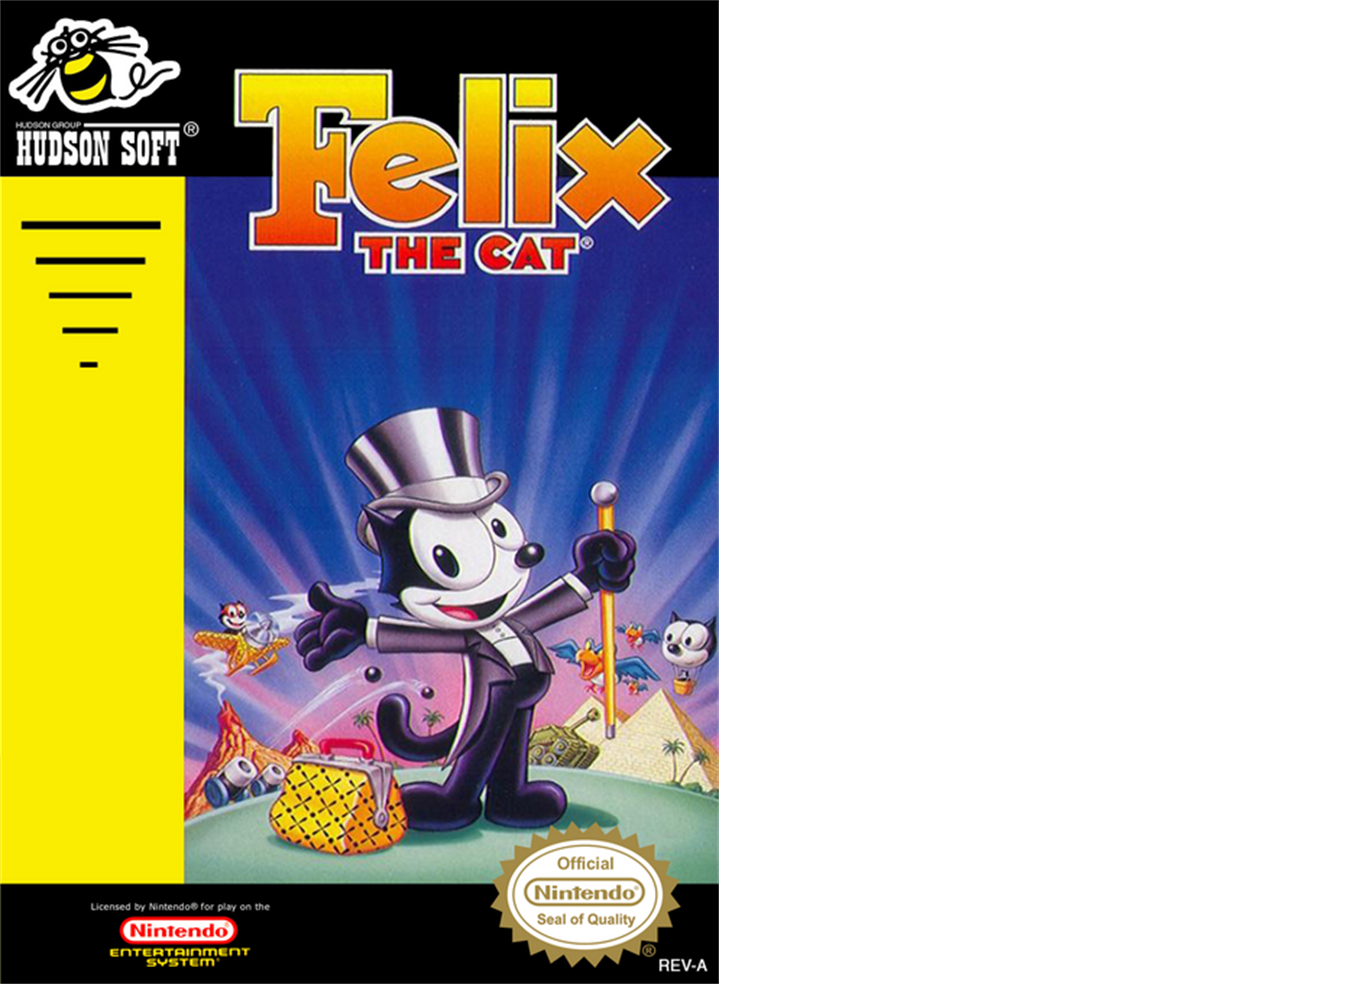 HUDSON GROUP
HUDSON SOFT®
Felix
THE CAT®
Official
Nintendo®
Seal of Quality
®
Licensed by Nintendo® for play on the
Nintendo®
ENTERTAINMENT
SYSTEM®
REV-A